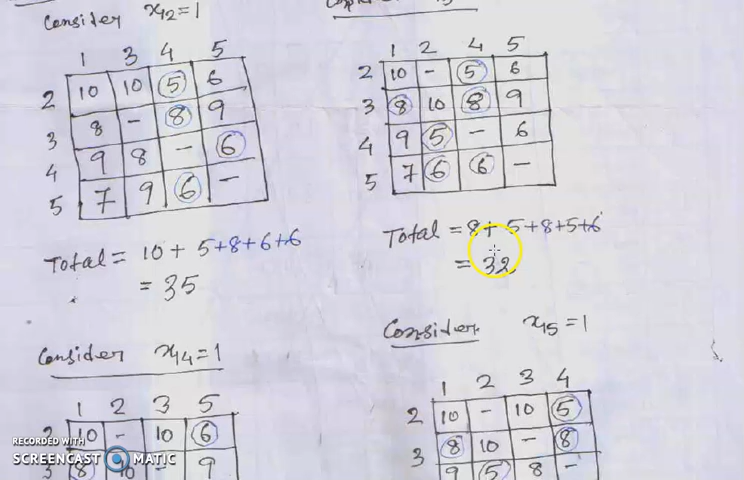 Consider x12=1
1 3 4 5
2 10 10 5 6
3 8 - 8 9
4 9 8 - 6
5 7 9 6 -
Total = 10 + 5+8+6+6
= 35
1 2 4 5
2 10 - 5 6
3 8 10 8 9
4 9 5 - 6
5 7 6 6 -
Total = 8+ 5+8+5+6
= 32
Consider x14=1
1 2 3 5
2 10 - 10 6
3 8 10 - 9
Consider x15=1
1 2 3 4
2 10 - 10 5
3 8 10 - 8
9 5 8 -
RECORDED WITH
SCREENCAST MATIC